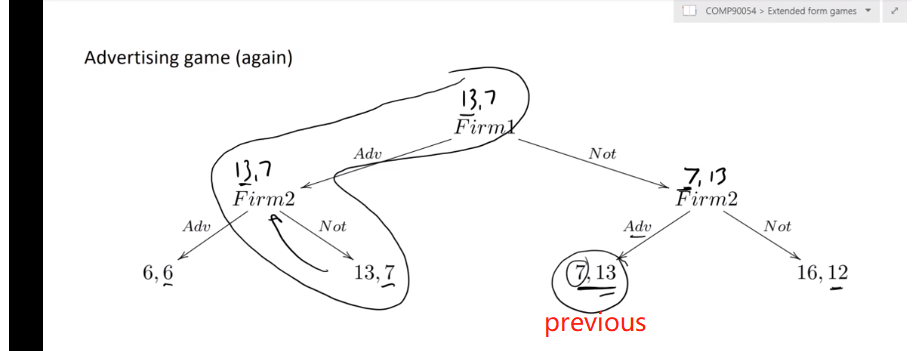 COMP90054 > Extended form games
Advertising game (again)
13,7
Firm1
Adv Not
13,7 7,13
Firm2 Firm2
Adv Not Adv Not
6,6 13,7 7,13 16,12
previous